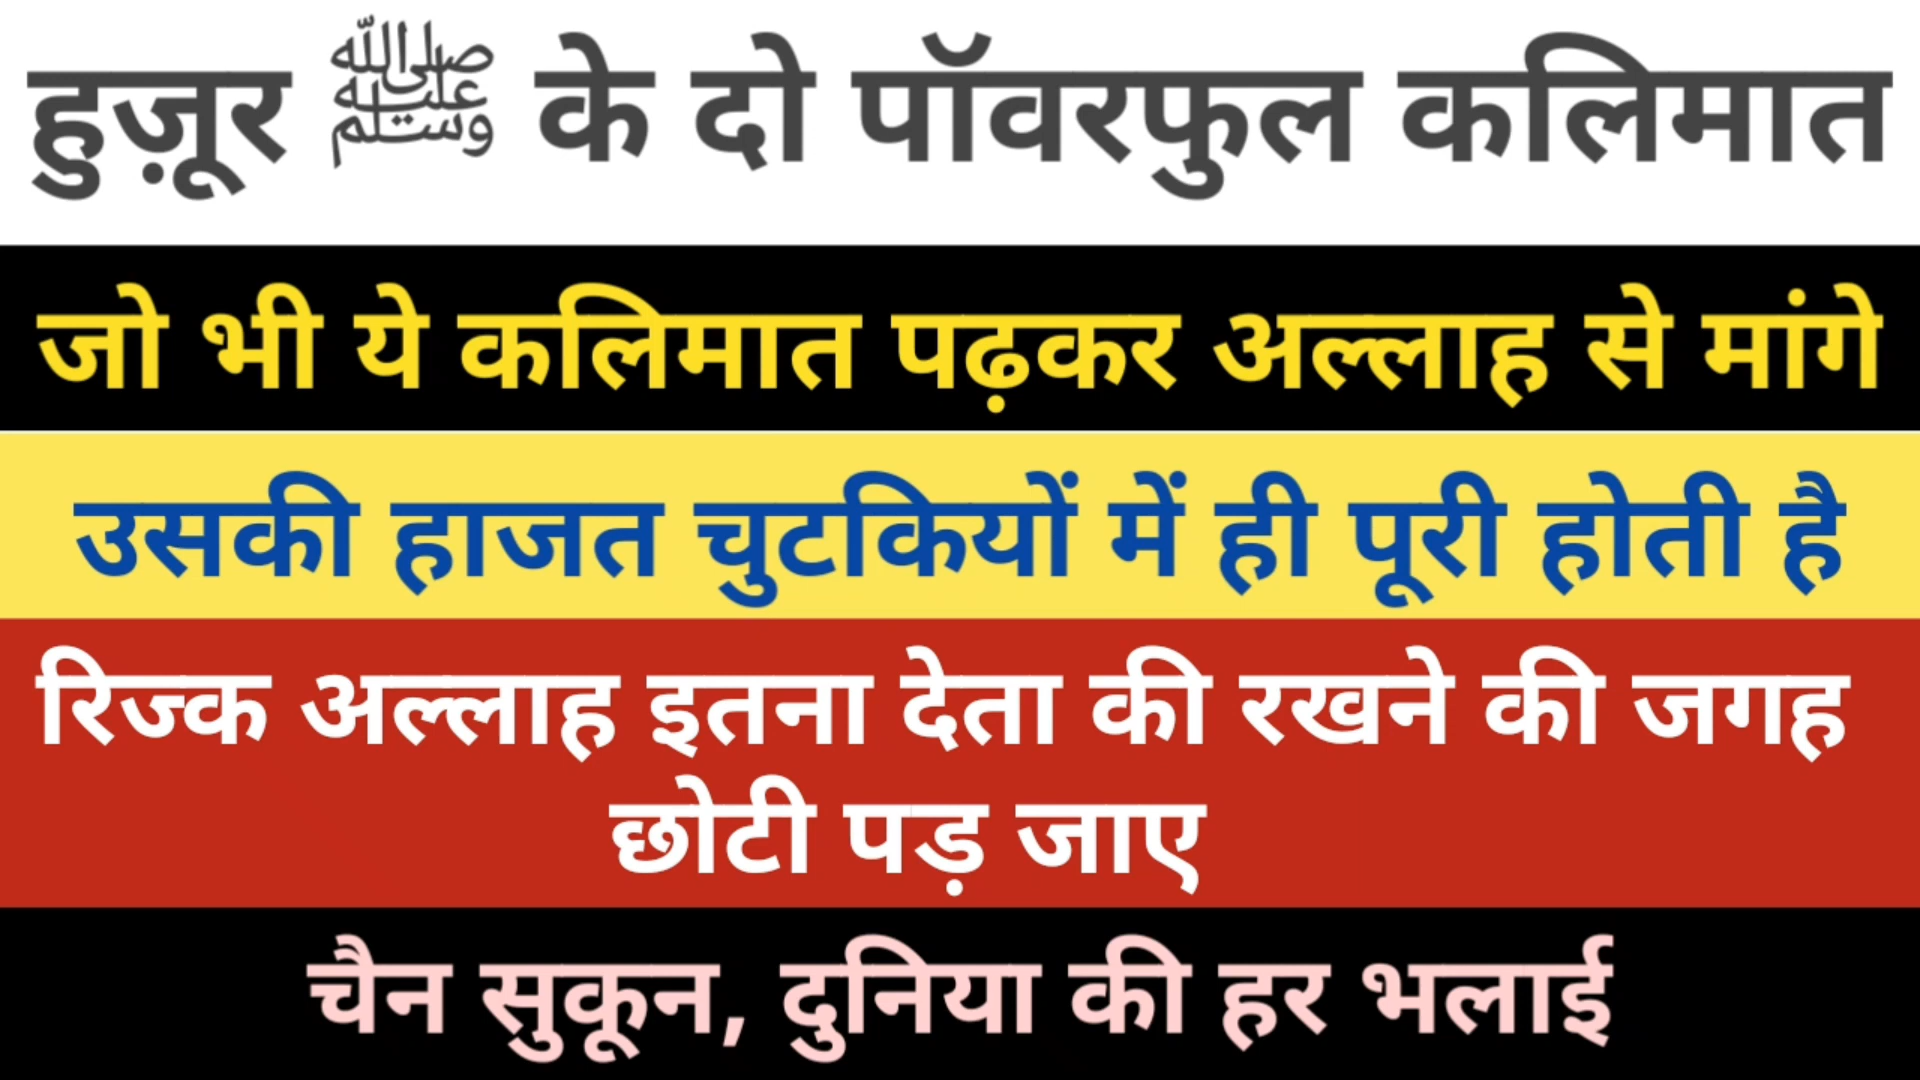 हुज़ूर ﷺ के दो पॉवरफुल कलिमात
जो भी ये कलिमात पढ़कर अल्लाह से मांगे
उसकी हाजत चुटकियों में ही पूरी होती है
रिज्क अल्लाह इतना देता की रखने की जगह
छोटी पड़ जाए
चैन सुकून, दुनिया की हर भलाई